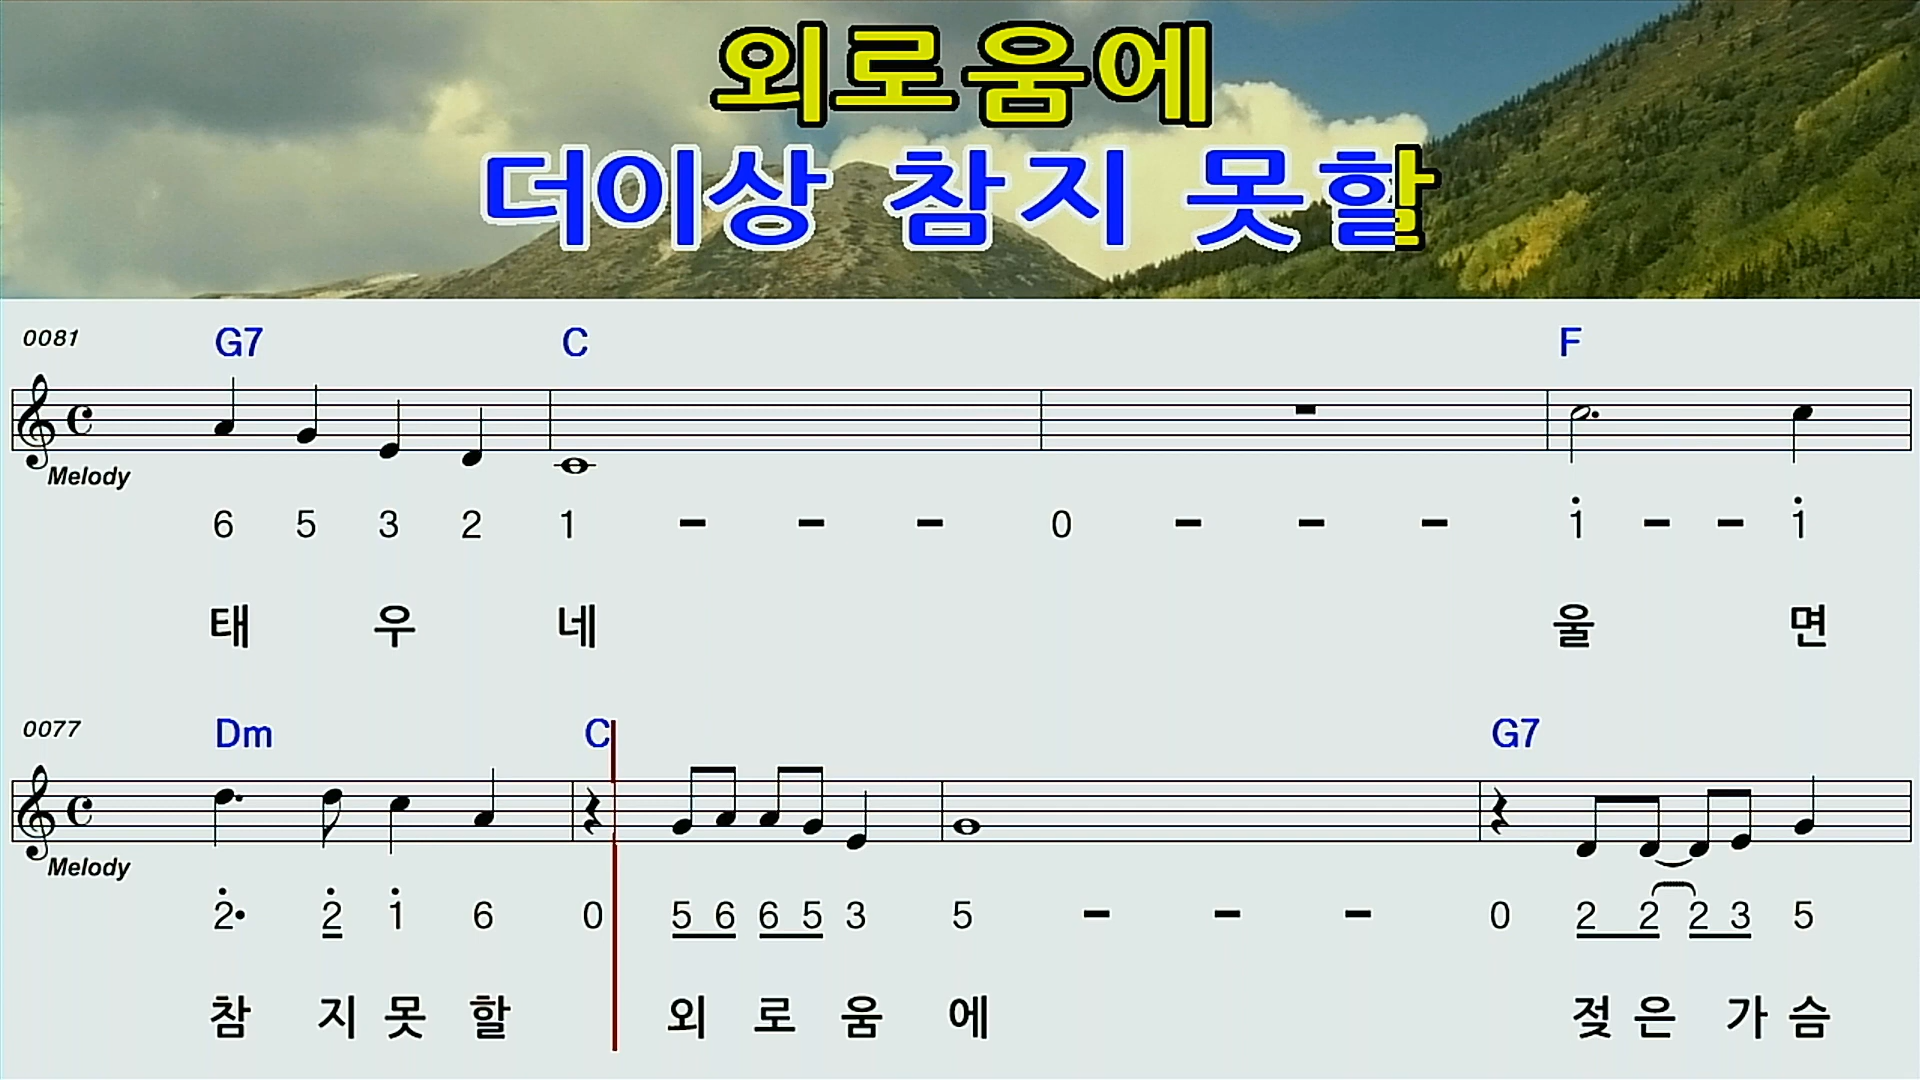 외로움에
더이상 참지 못할
0081 G7 C F
Melody
6 5 3 2 1 - - - 0 - - - 1 - - 1
태 우 네 울 면
0077 Dm C G7
Melody
2• 2 1 6 0 5 6 6 5 3 5 - - - 0 2 2 2 3 5
참 지 못 할 외 로 움 에 젖 은 가 슴